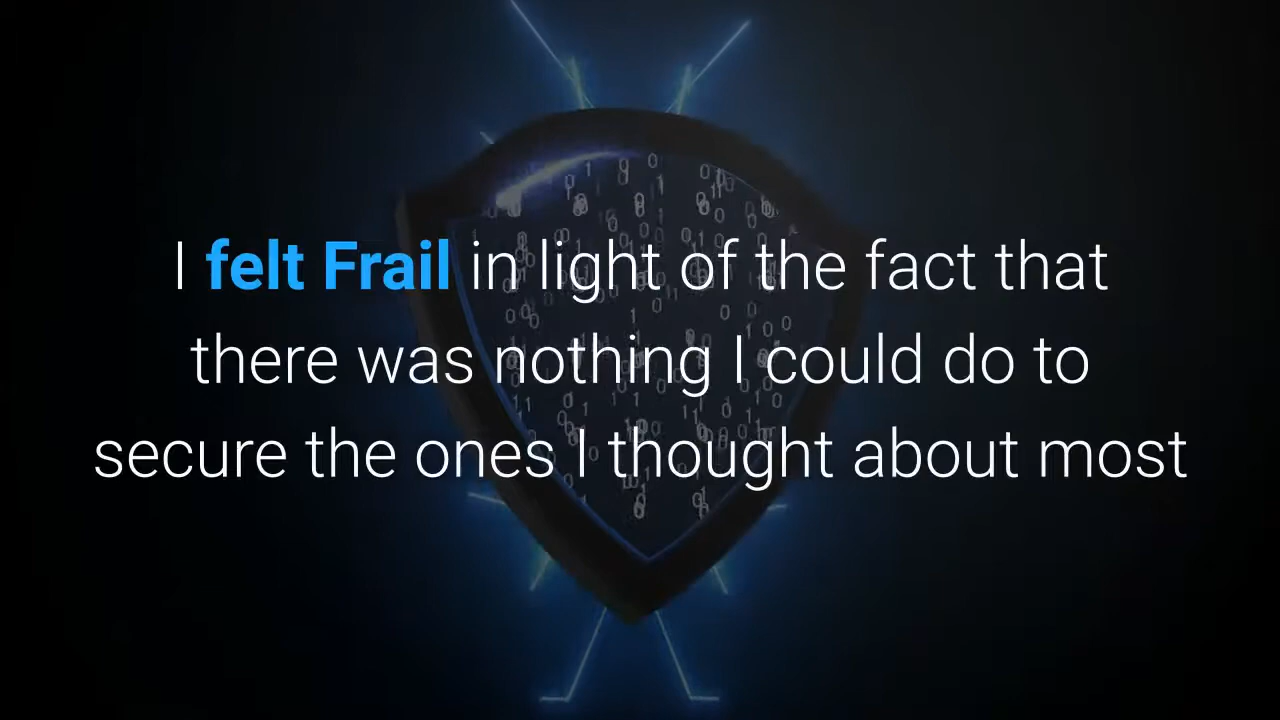 I felt Frail in light of the fact that
there was nothing I could do to
secure the ones I thought about most